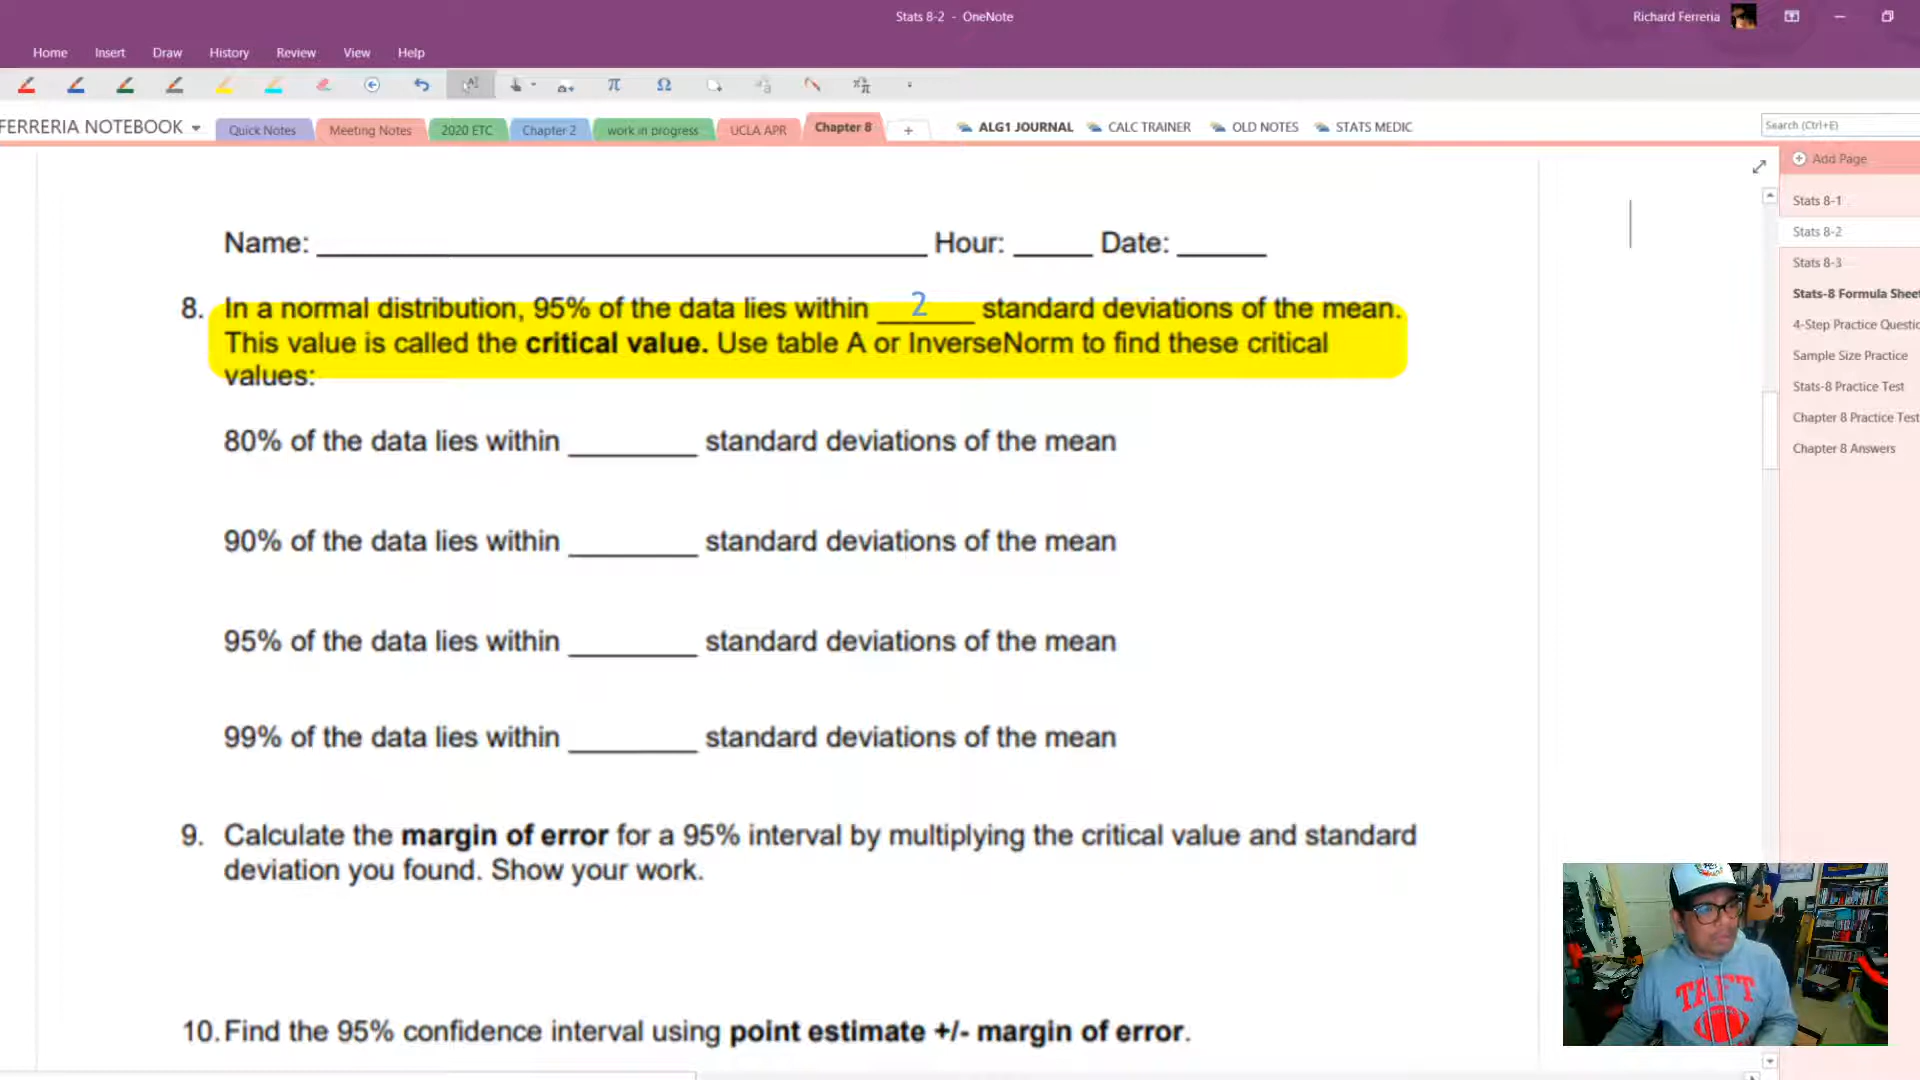 Stats 8-2 - OneNote
Richard Ferreria
Home Insert Draw History Review View Help
FERRERIA NOTEBOOK
Quick Notes
Meeting Notes
2020 ETC
Chapter 2
work in progress
UCLA APR
Chapter 8
ALG1 JOURNAL
CALC TRAINER
OLD NOTES
STATS MEDIC
Search (Ctrl+E)
Add Page
Stats 8-1
Stats 8-2
Stats 8-3
Stats-8 Formula Sheet
4-Step Practice Questio
Sample Size Practice
Stats-8 Practice Test
Chapter 8 Practice Test
Chapter 8 Answers
Name: Hour: Date:
8. In a normal distribution, 95% of the data lies within 2 standard deviations of the mean.
This value is called the critical value. Use table A or InverseNorm to find these critical
values:
80% of the data lies within standard deviations of the mean
90% of the data lies within standard deviations of the mean
95% of the data lies within standard deviations of the mean
99% of the data lies within standard deviations of the mean
9. Calculate the margin of error for a 95% interval by multiplying the critical value and standard
deviation you found. Show your work.
10. Find the 95% confidence interval using point estimate +/- margin of error.
TAFT